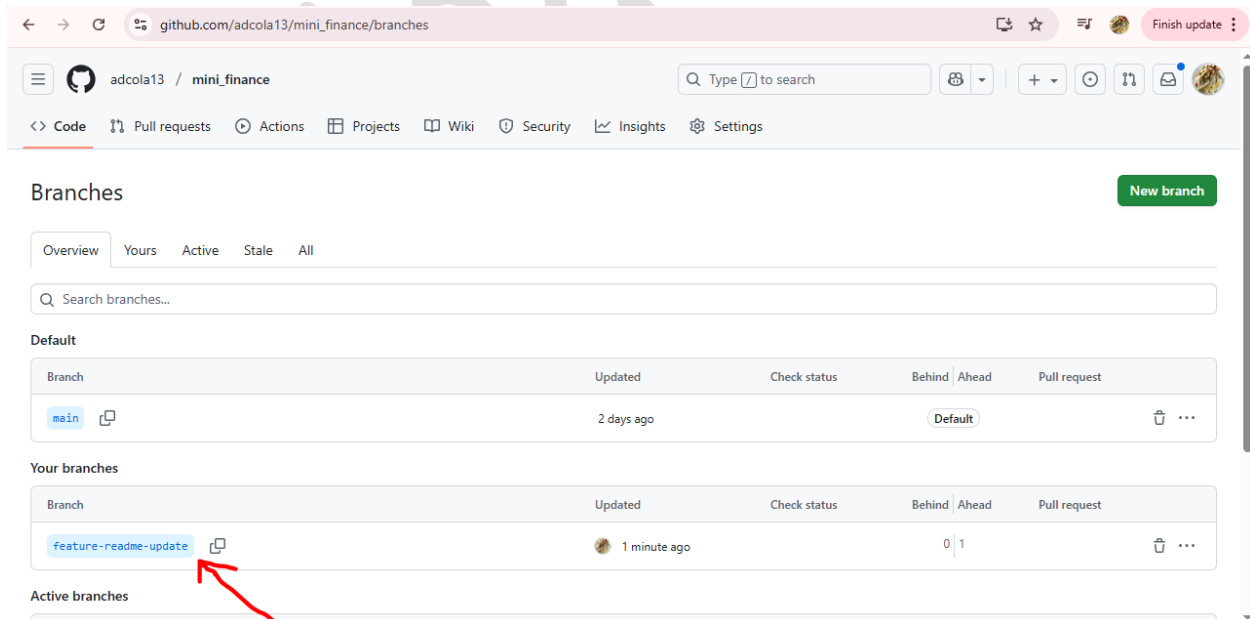 github.com/adcola13/mini_finance/branches
Finish update
adcola13 / mini_finance
Type / to search
Code Pull requests Actions Projects Wiki Security Insights Settings
Branches
New branch
Overview Yours Active Stale All
Search branches...
Default
Branch Updated Check status Behind Ahead Pull request
main 2 days ago Default
Your branches
Branch Updated Check status Behind Ahead Pull request
feature-readme-update 1 minute ago 0 1
Active branches